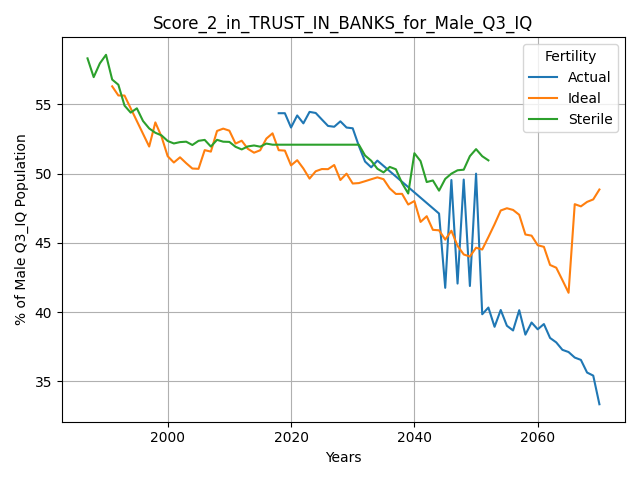 Score_2_in_TRUST_IN_BANKS_for_Male_Q3_IQ
Fertility
Actual
Ideal
Sterile
% of Male Q3_IQ Population
55
50
45
40
35
2000
2020
2040
2060
Years